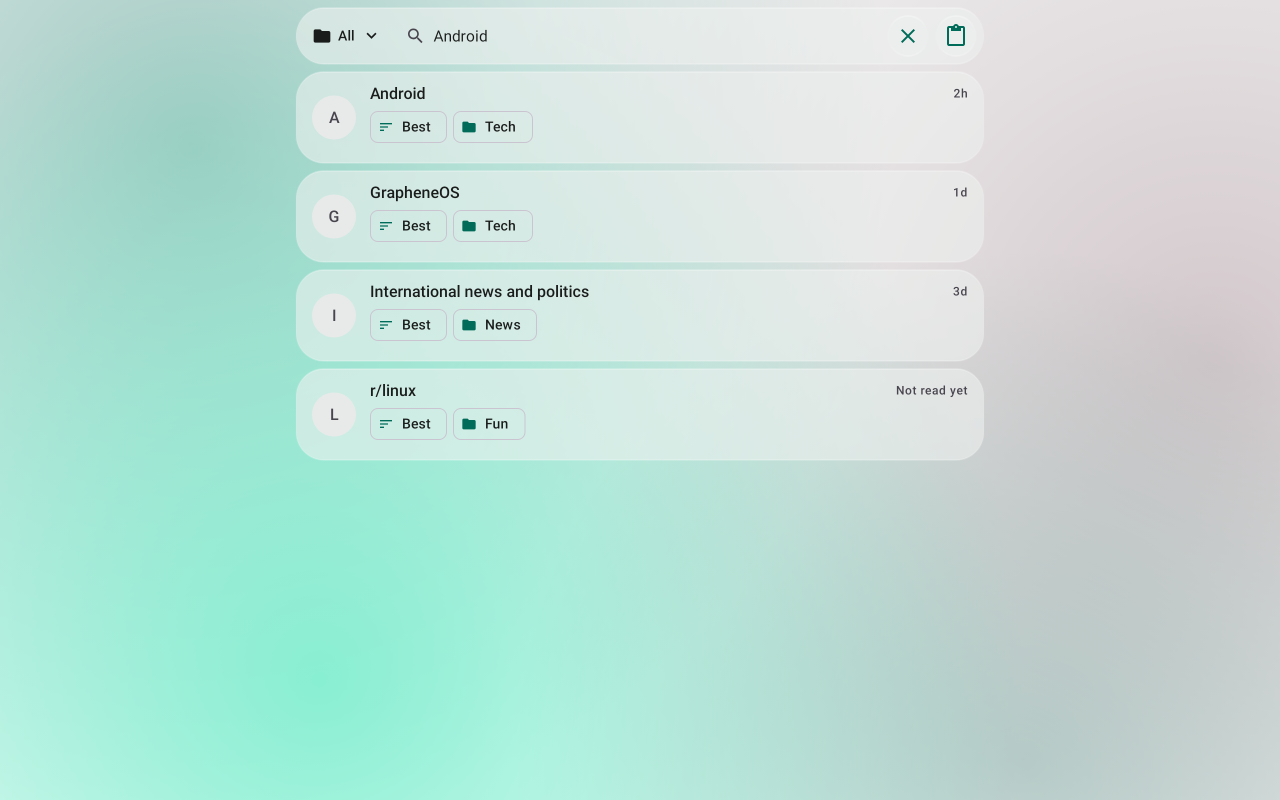 All
Android
Android
2h
A
Best
Tech
GrapheneOS
1d
G
Best
Tech
International news and politics
3d
I
Best
News
r/linux
Not read yet
L
Best
Fun